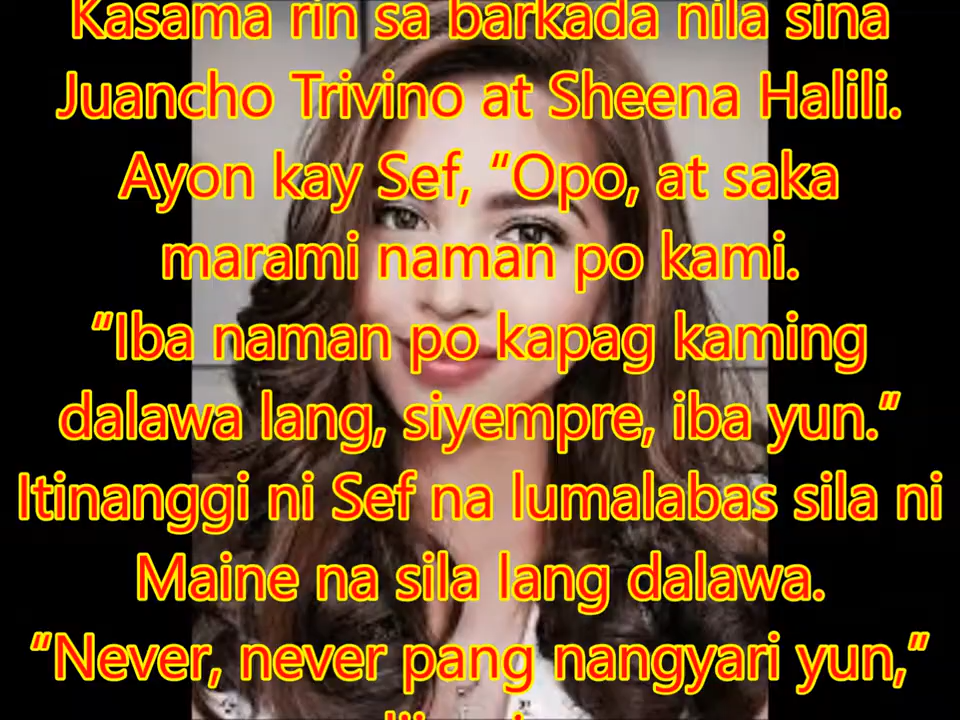 Kasama rin sa barkada nila sina
Juancho Trivino at Sheena Halili.
Ayon kay Sef, “Opo, at saka
marami naman po kami.
“Iba naman po kapag kaming
dalawa lang, siyempre, iba yun.”
Itinanggi ni Sef na lumalabas sila ni
Maine na sila lang dalawa.
“Never, never pang nangyari yun,”